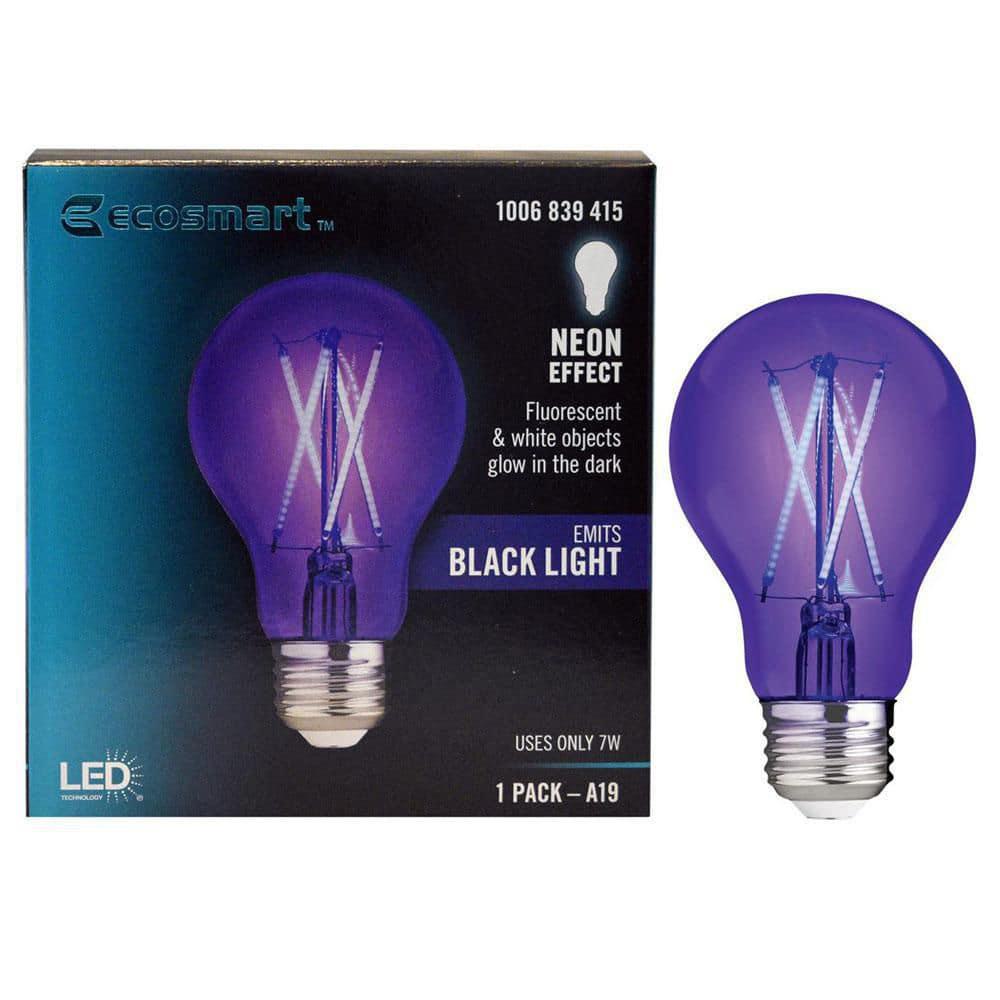 ecosmart™
1006 839 415
NEON
EFFECT
Fluorescent
& white objects
glow in the dark
EMITS
BLACK LIGHT
USES ONLY 7W
1 PACK – A19
LED
TECHNOLOGY ®